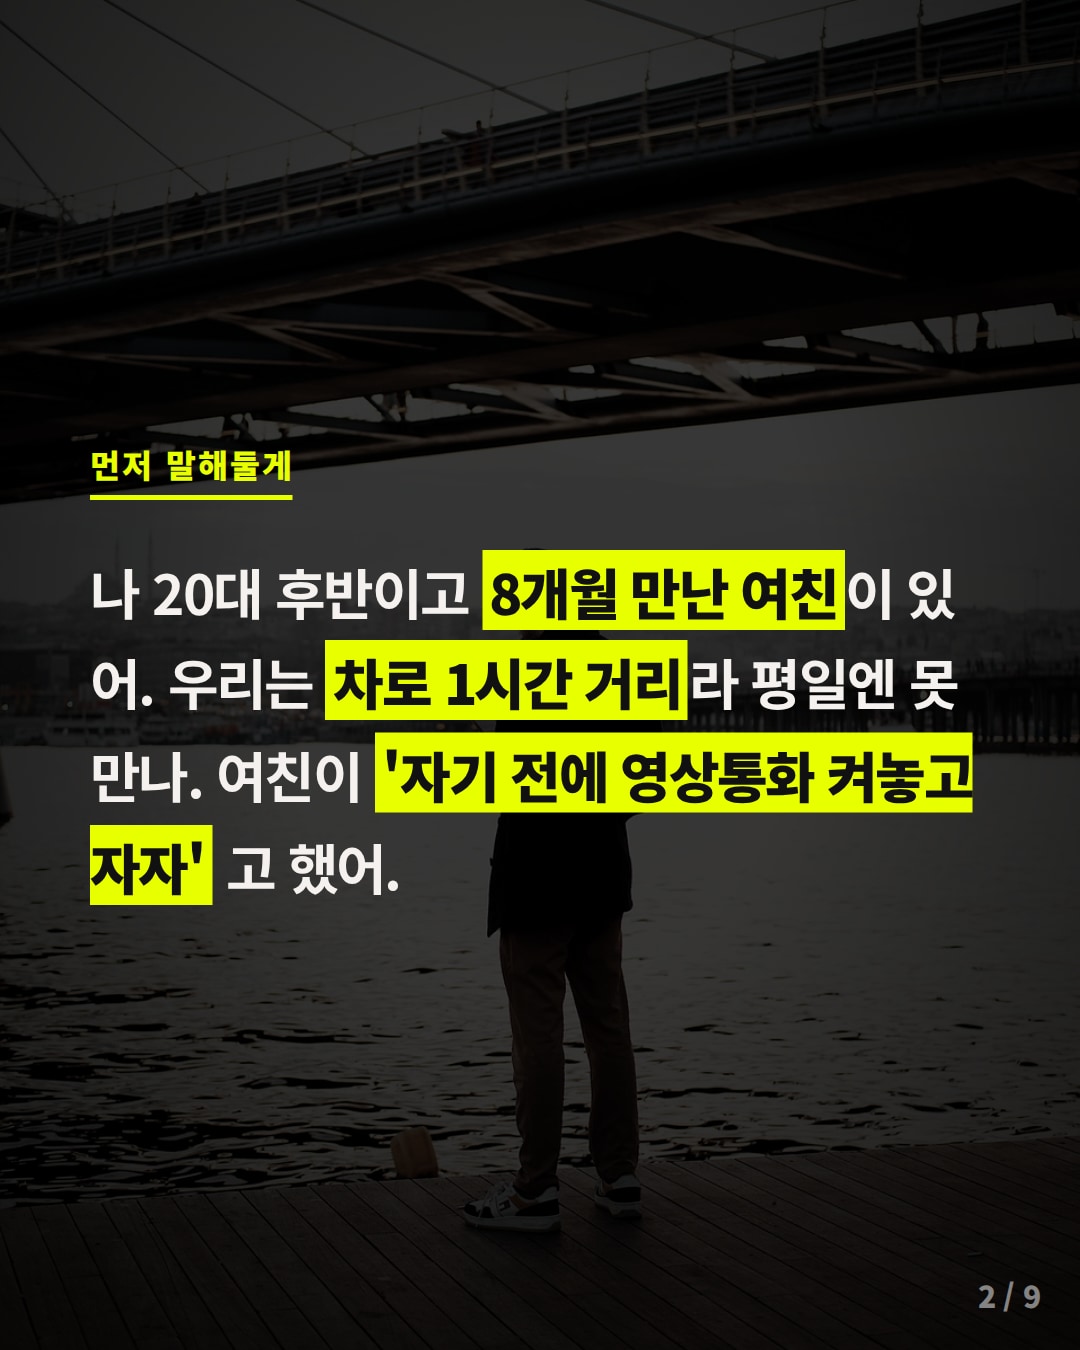 먼저 말해둘게
나 20대 후반이고 8개월 만난 여친이 있
어. 우리는 차로 1시간 거리라 평일엔 못
만나. 여친이 '자기 전에 영상통화 켜놓고
자자' 고 했어.
2 / 9